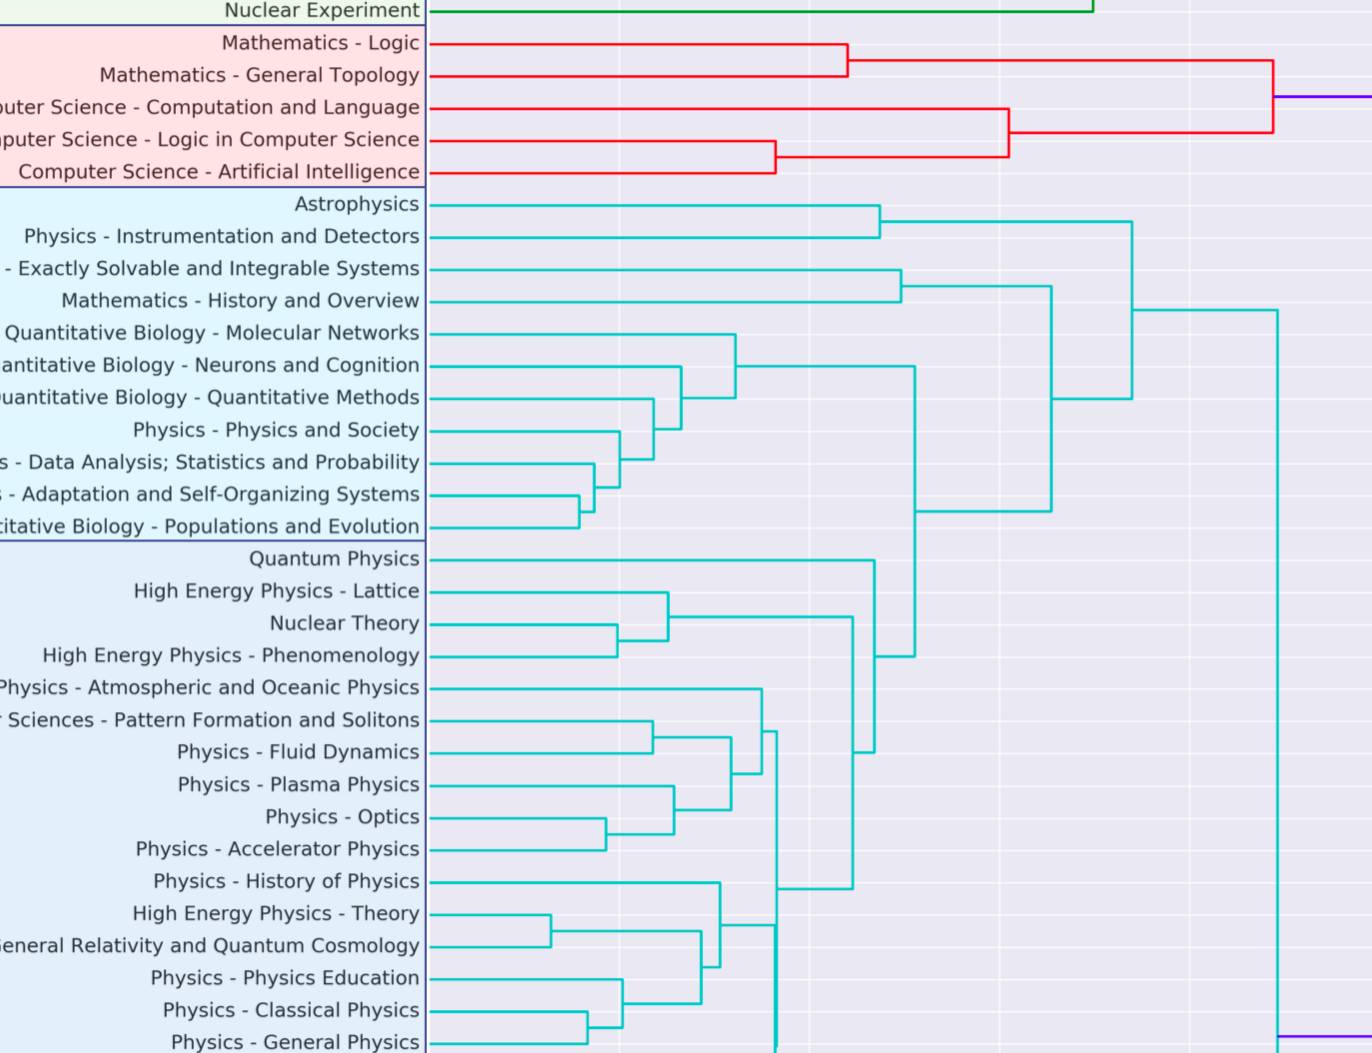 Nuclear Experiment
Mathematics - Logic
Mathematics - General Topology
Science - Computation and Language
Science - Logic in Computer Science
Computer Science - Artificial Intelligence
Astrophysics
Physics - Instrumentation and Detectors
- Exactly Solvable and Integrable Systems
Mathematics - History and Overview
Quantitative Biology - Molecular Networks
Biology - Neurons and Cognition
Biology - Quantitative Methods
Physics - Physics and Society
- Data Analysis; Statistics and Probability
- Adaptation and Self-Organizing Systems
Biology - Populations and Evolution
Quantum Physics
High Energy Physics - Lattice
Nuclear Theory
High Energy Physics - Phenomenology
Physics - Atmospheric and Oceanic Physics
Sciences - Pattern Formation and Solitons
Physics - Fluid Dynamics
Physics - Plasma Physics
Physics - Optics
Physics - Accelerator Physics
Physics - History of Physics
High Energy Physics - Theory
General Relativity and Quantum Cosmology
Physics - Physics Education
Physics - Classical Physics
Physics - General Physics